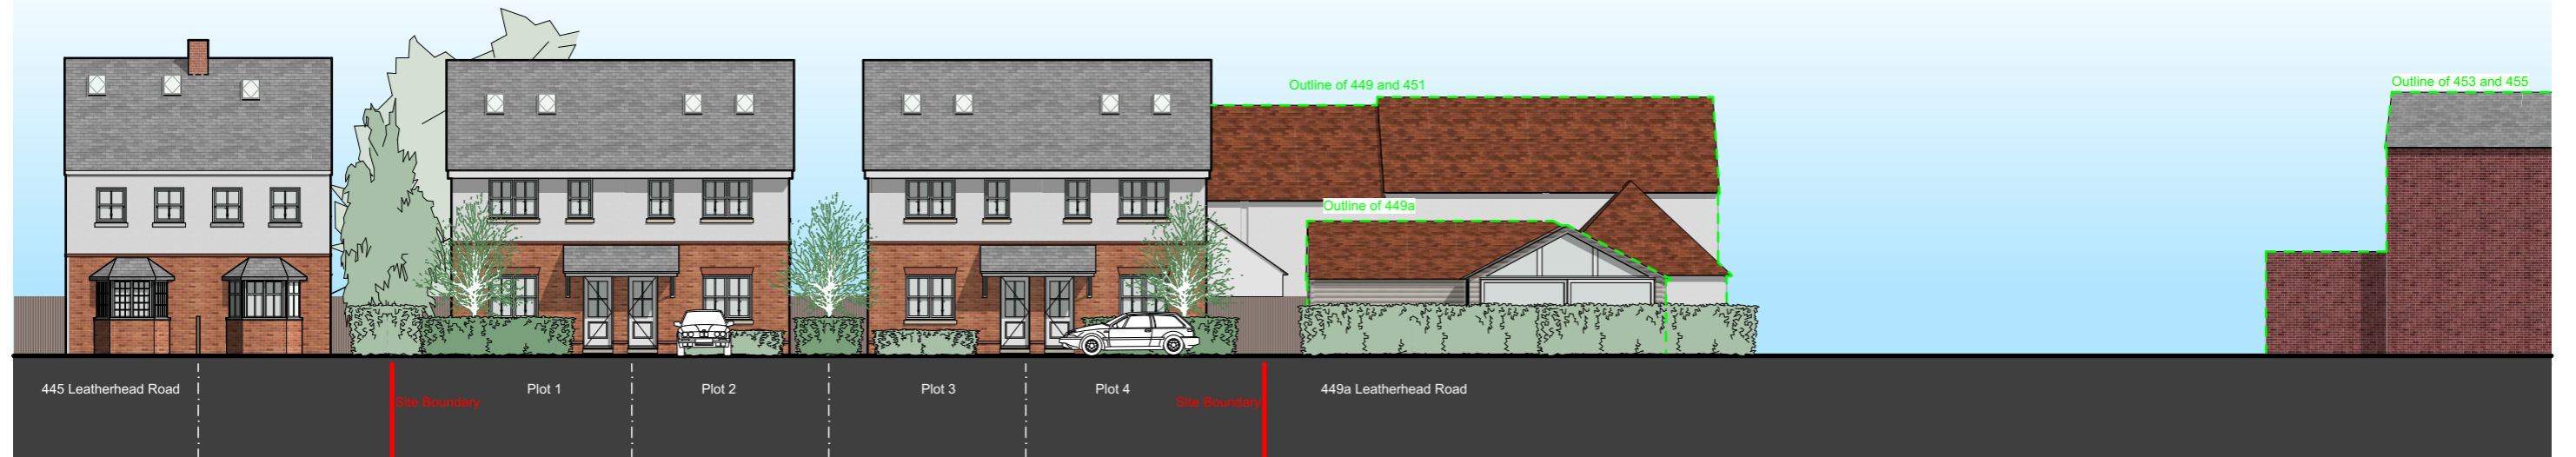 Outline of 449 and 451
Outline of 453 and 455
Outline of 449a
445 Leatherhead Road
Plot 1
Plot 2
Plot 3
Plot 4
449a Leatherhead Road
Site Boundary
Site Boundary